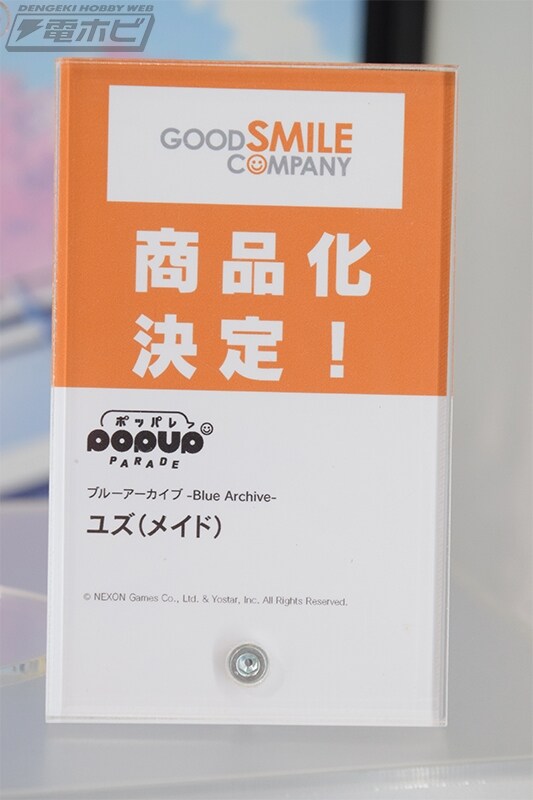 DENGEKI HOBBY WEB
電ホビ
GOODSMILE
COMPANY
商品化
決定！
ポッパレ
POPUP
PARADE
ブルーアーカイブ -Blue Archive-
ユズ（メイド）
© NEXON Games Co., Ltd. & Yostar, Inc. All Rights Reserved.